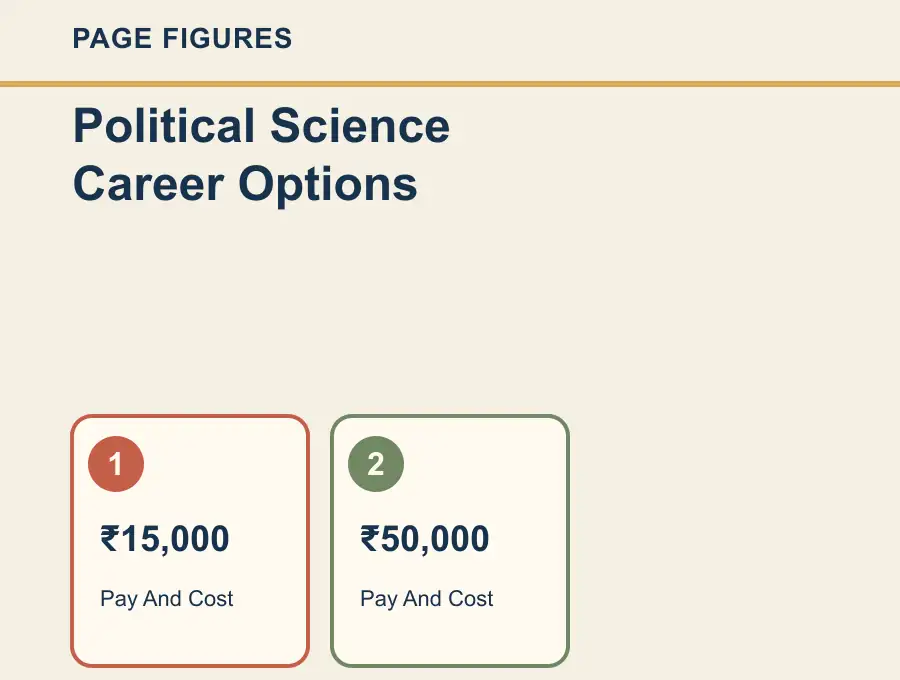 PAGE FIGURES
Political Science
Career Options
1
2
₹15,000
₹50,000
Pay And Cost
Pay And Cost